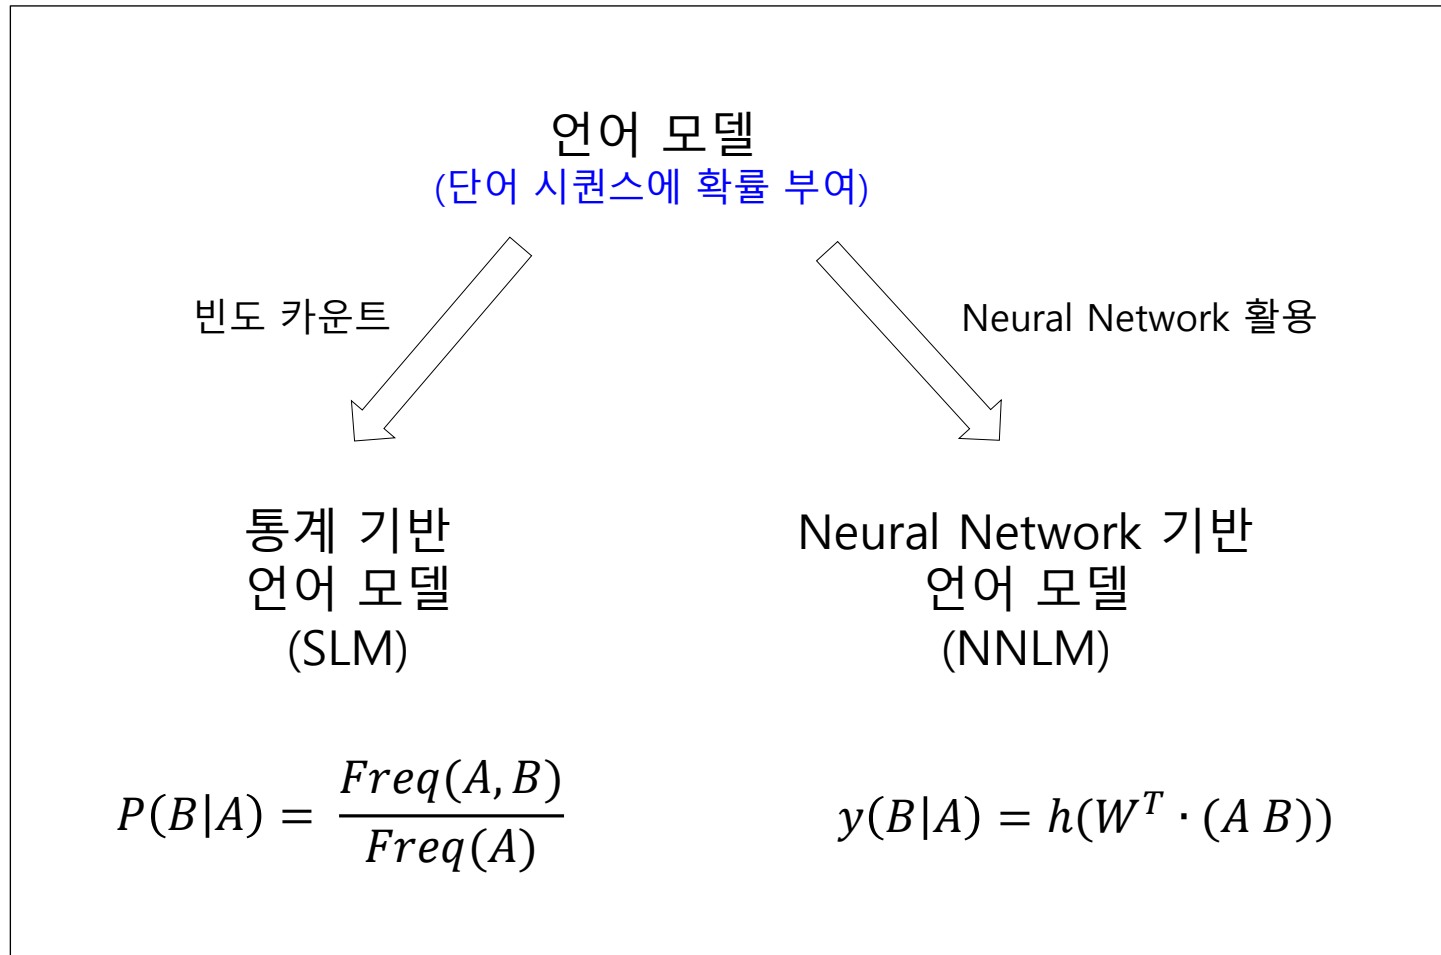 언어 모델
(단어 시퀀스에 확률 부여)
빈도 카운트
Neural Network 활용
통계 기반
언어 모델
(SLM)
Neural Network 기반
언어 모델
(NNLM)
P(B|A) = Freq(A, B) / Freq(A)
y(B|A) = h(W^T · (A B))